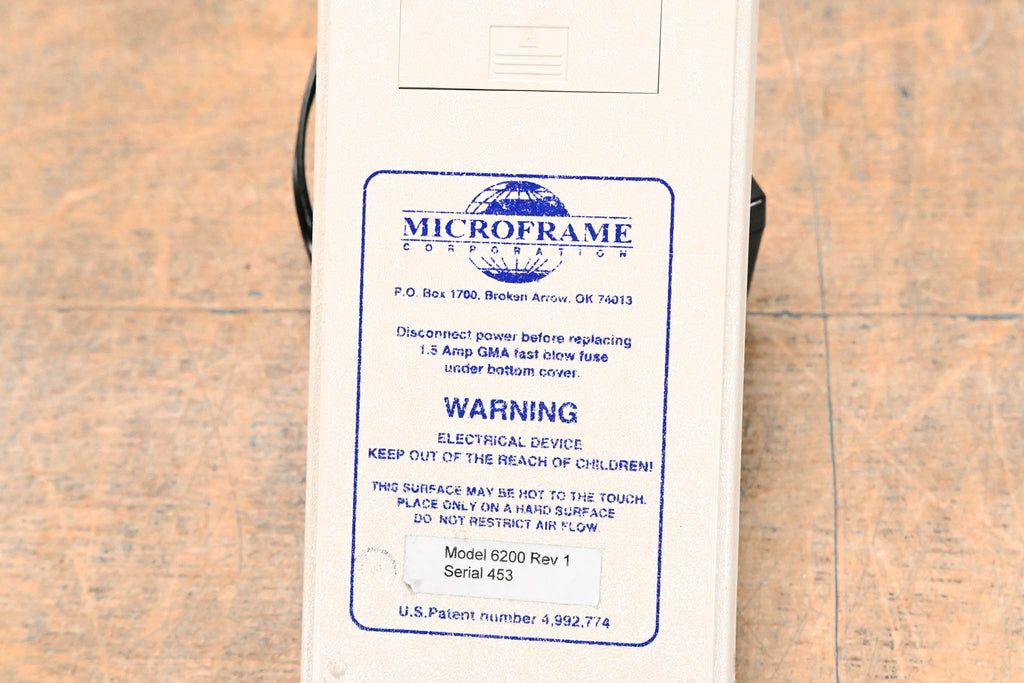 MICROFRAME
CORPORATION
P.O. Box 1700, Broken Arrow, OK 74013
Disconnect power before replacing
1.5 Amp GMA fast blow fuse
under bottom cover.
WARNING
ELECTRICAL DEVICE
KEEP OUT OF THE REACH OF CHILDREN!
THIS SURFACE MAY BE HOT TO THE TOUCH.
PLACE ONLY ON A HARD SURFACE
DO NOT RESTRICT AIR FLOW.
Model 6200 Rev 1
Serial 453
U.S.Patent number 4,992,774